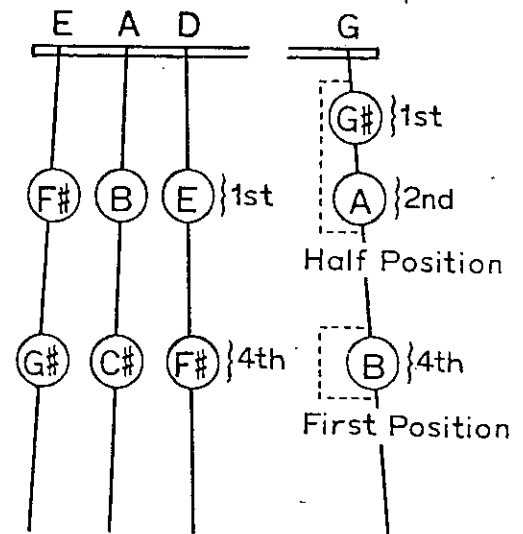 E A D G
G# }1st
F# B E }1st A }2nd
Half Position
G# C# F# }4th B }4th
First Position